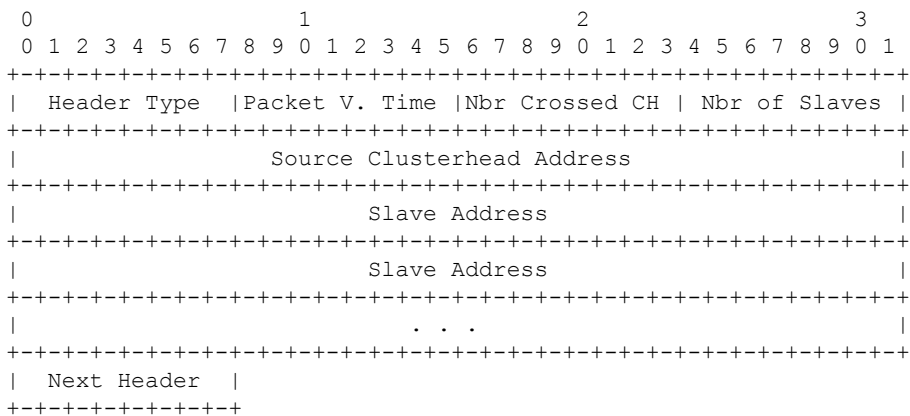 0                   1                   2                   3
 0 1 2 3 4 5 6 7 8 9 0 1 2 3 4 5 6 7 8 9 0 1 2 3 4 5 6 7 8 9 0 1
+-+-+-+-+-+-+-+-+-+-+-+-+-+-+-+-+-+-+-+-+-+-+-+-+-+-+-+-+-+-+-+-+
|  Header Type  |Packet V. Time |Nbr Crossed CH | Nbr of Slaves |
+-+-+-+-+-+-+-+-+-+-+-+-+-+-+-+-+-+-+-+-+-+-+-+-+-+-+-+-+-+-+-+-+
|                  Source Clusterhead Address                   |
+-+-+-+-+-+-+-+-+-+-+-+-+-+-+-+-+-+-+-+-+-+-+-+-+-+-+-+-+-+-+-+-+
|                         Slave Address                         |
+-+-+-+-+-+-+-+-+-+-+-+-+-+-+-+-+-+-+-+-+-+-+-+-+-+-+-+-+-+-+-+-+
|                         Slave Address                         |
+-+-+-+-+-+-+-+-+-+-+-+-+-+-+-+-+-+-+-+-+-+-+-+-+-+-+-+-+-+-+-+-+
|                            . . .                              |
+-+-+-+-+-+-+-+-+-+-+-+-+-+-+-+-+-+-+-+-+-+-+-+-+-+-+-+-+-+-+-+-+
|  Next Header  |
+-+-+-+-+-+-+-+-+